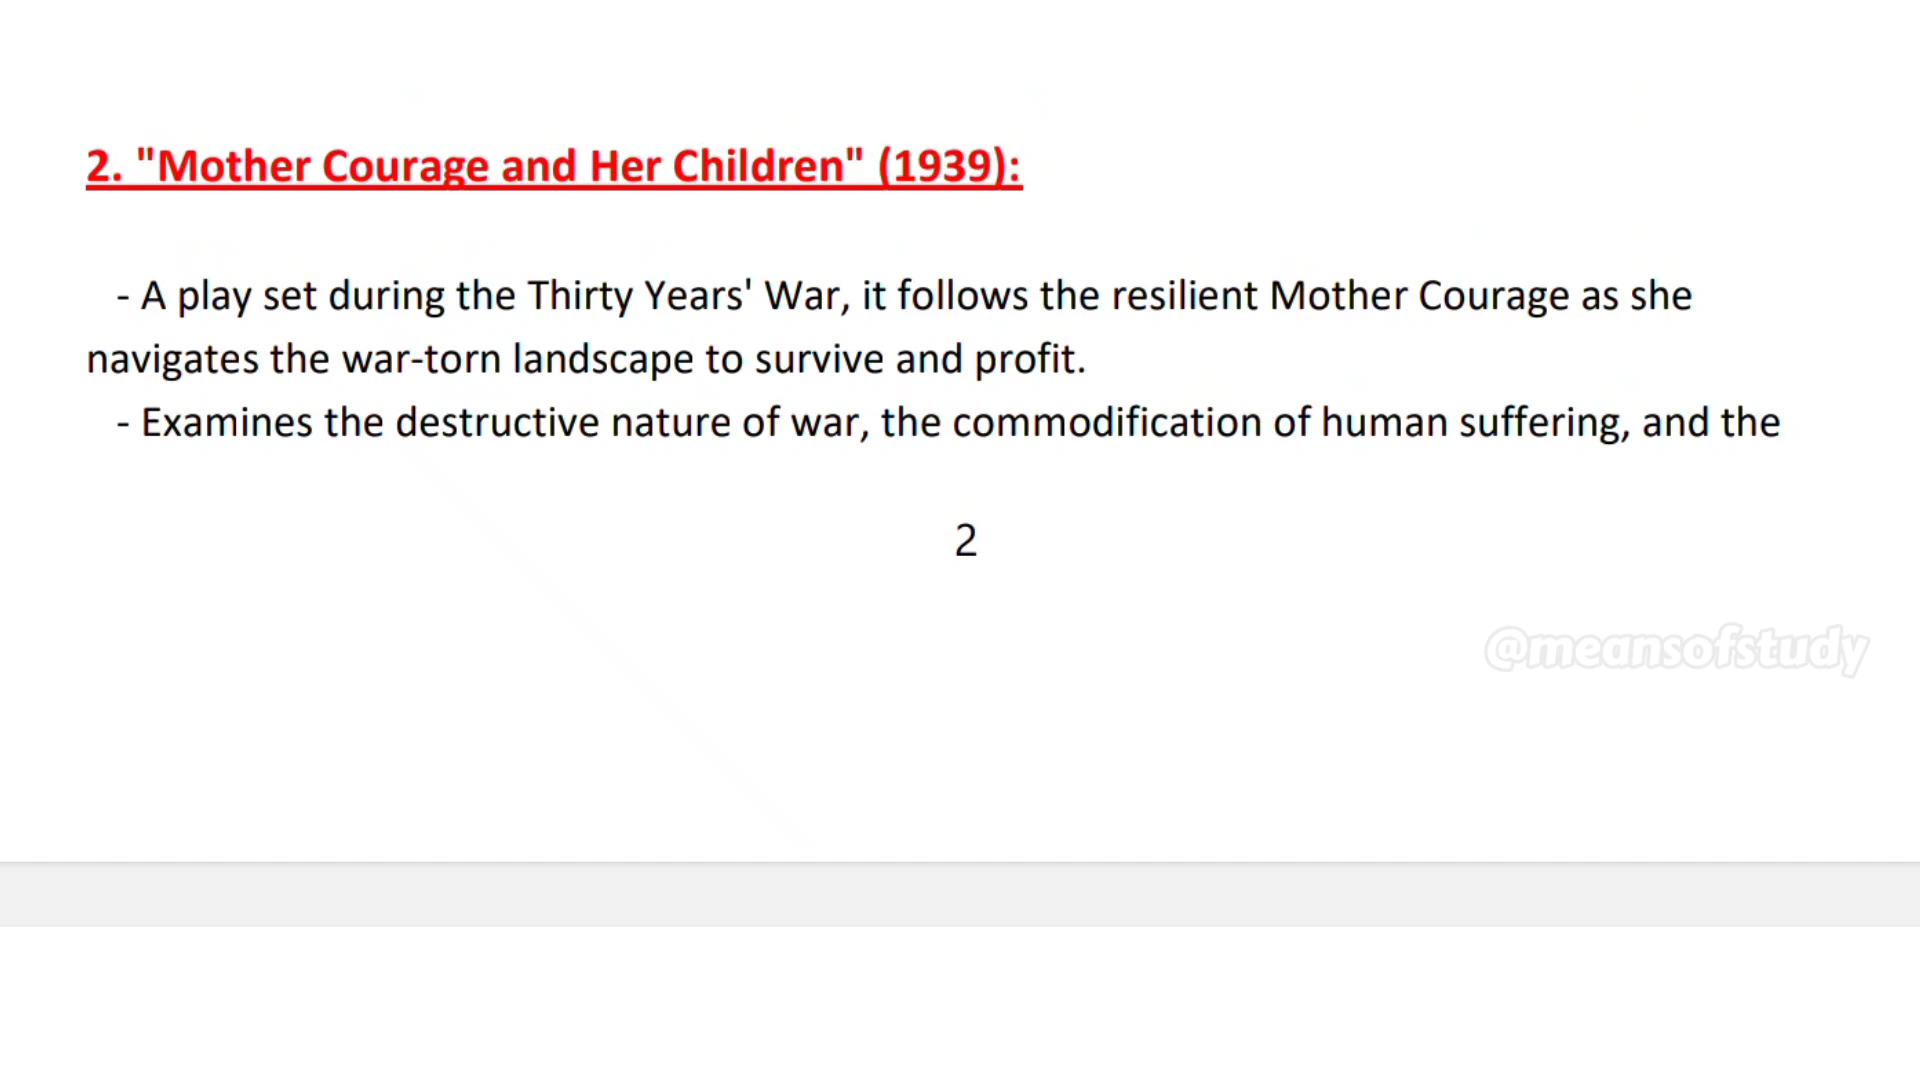 2. "Mother Courage and Her Children" (1939):
- A play set during the Thirty Years' War, it follows the resilient Mother Courage as she
navigates the war-torn landscape to survive and profit.
- Examines the destructive nature of war, the commodification of human suffering, and the
2
@meansofstudy